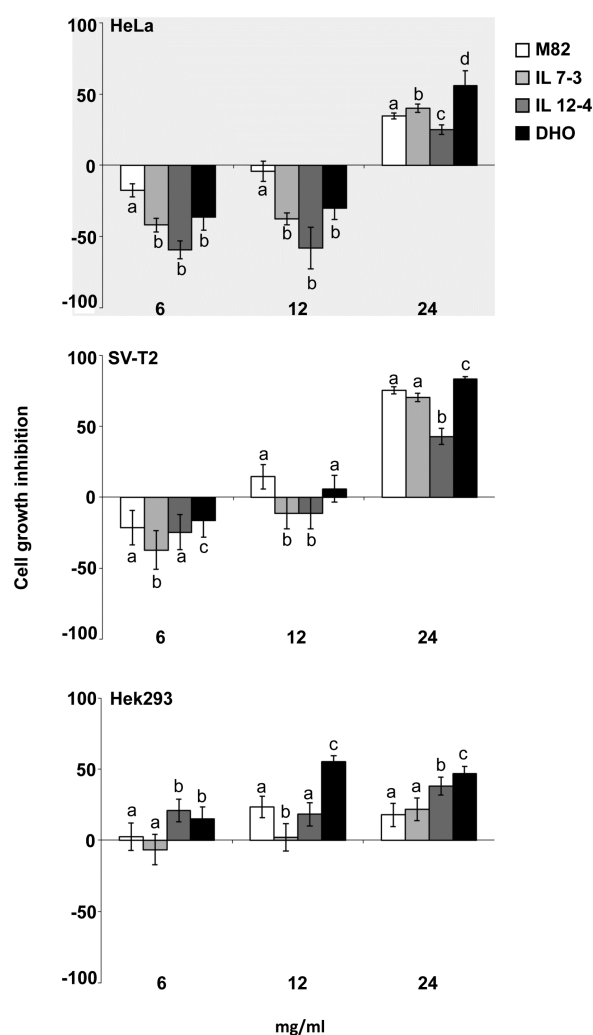 100
HeLa
M82
IL 7-3
IL 12-4
DHO
50
0
-50
-100
a b b b
a b b b
a b c d
6 12 24
Cell growth inhibition
100
SV-T2
50
0
-50
-100
a b a c
a b b a
a a b c
6 12 24
100
Hek293
50
0
-50
-100
a a b b
a b a c
a a b c
6 12 24
mg/ml